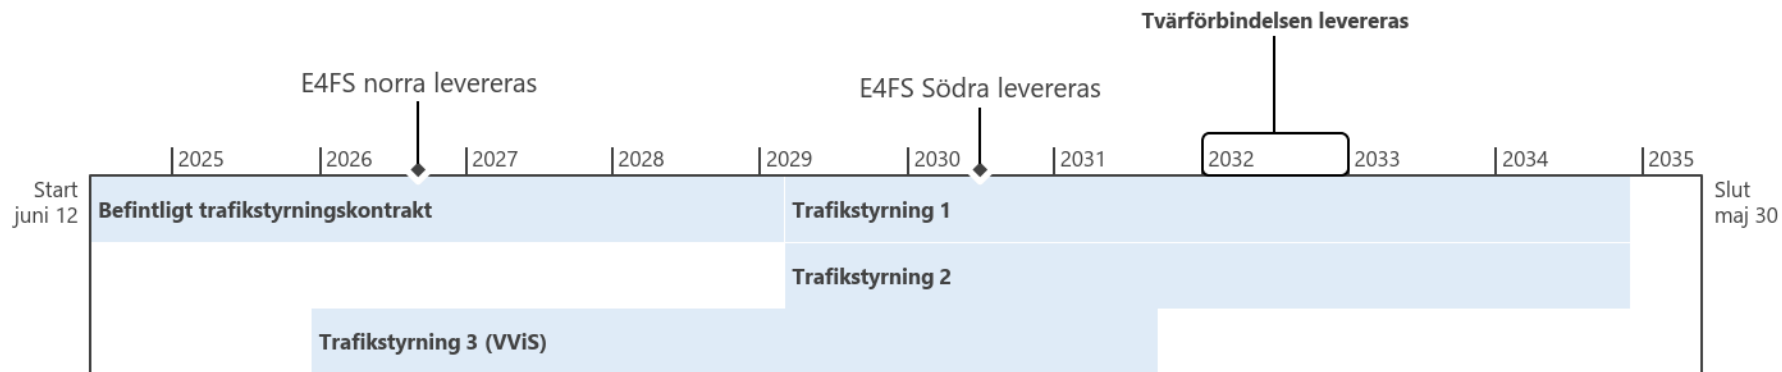 Tvärförbindelsen levereras
E4FS norra levereras
E4FS Södra levereras
2025 2026 2027 2028 2029 2030 2031 2032 2033 2034 2035
Start
juni 12
Slut
maj 30
Befintligt trafikstyrningskontrakt
Trafikstyrning 1
Trafikstyrning 2
Trafikstyrning 3 (VViS)